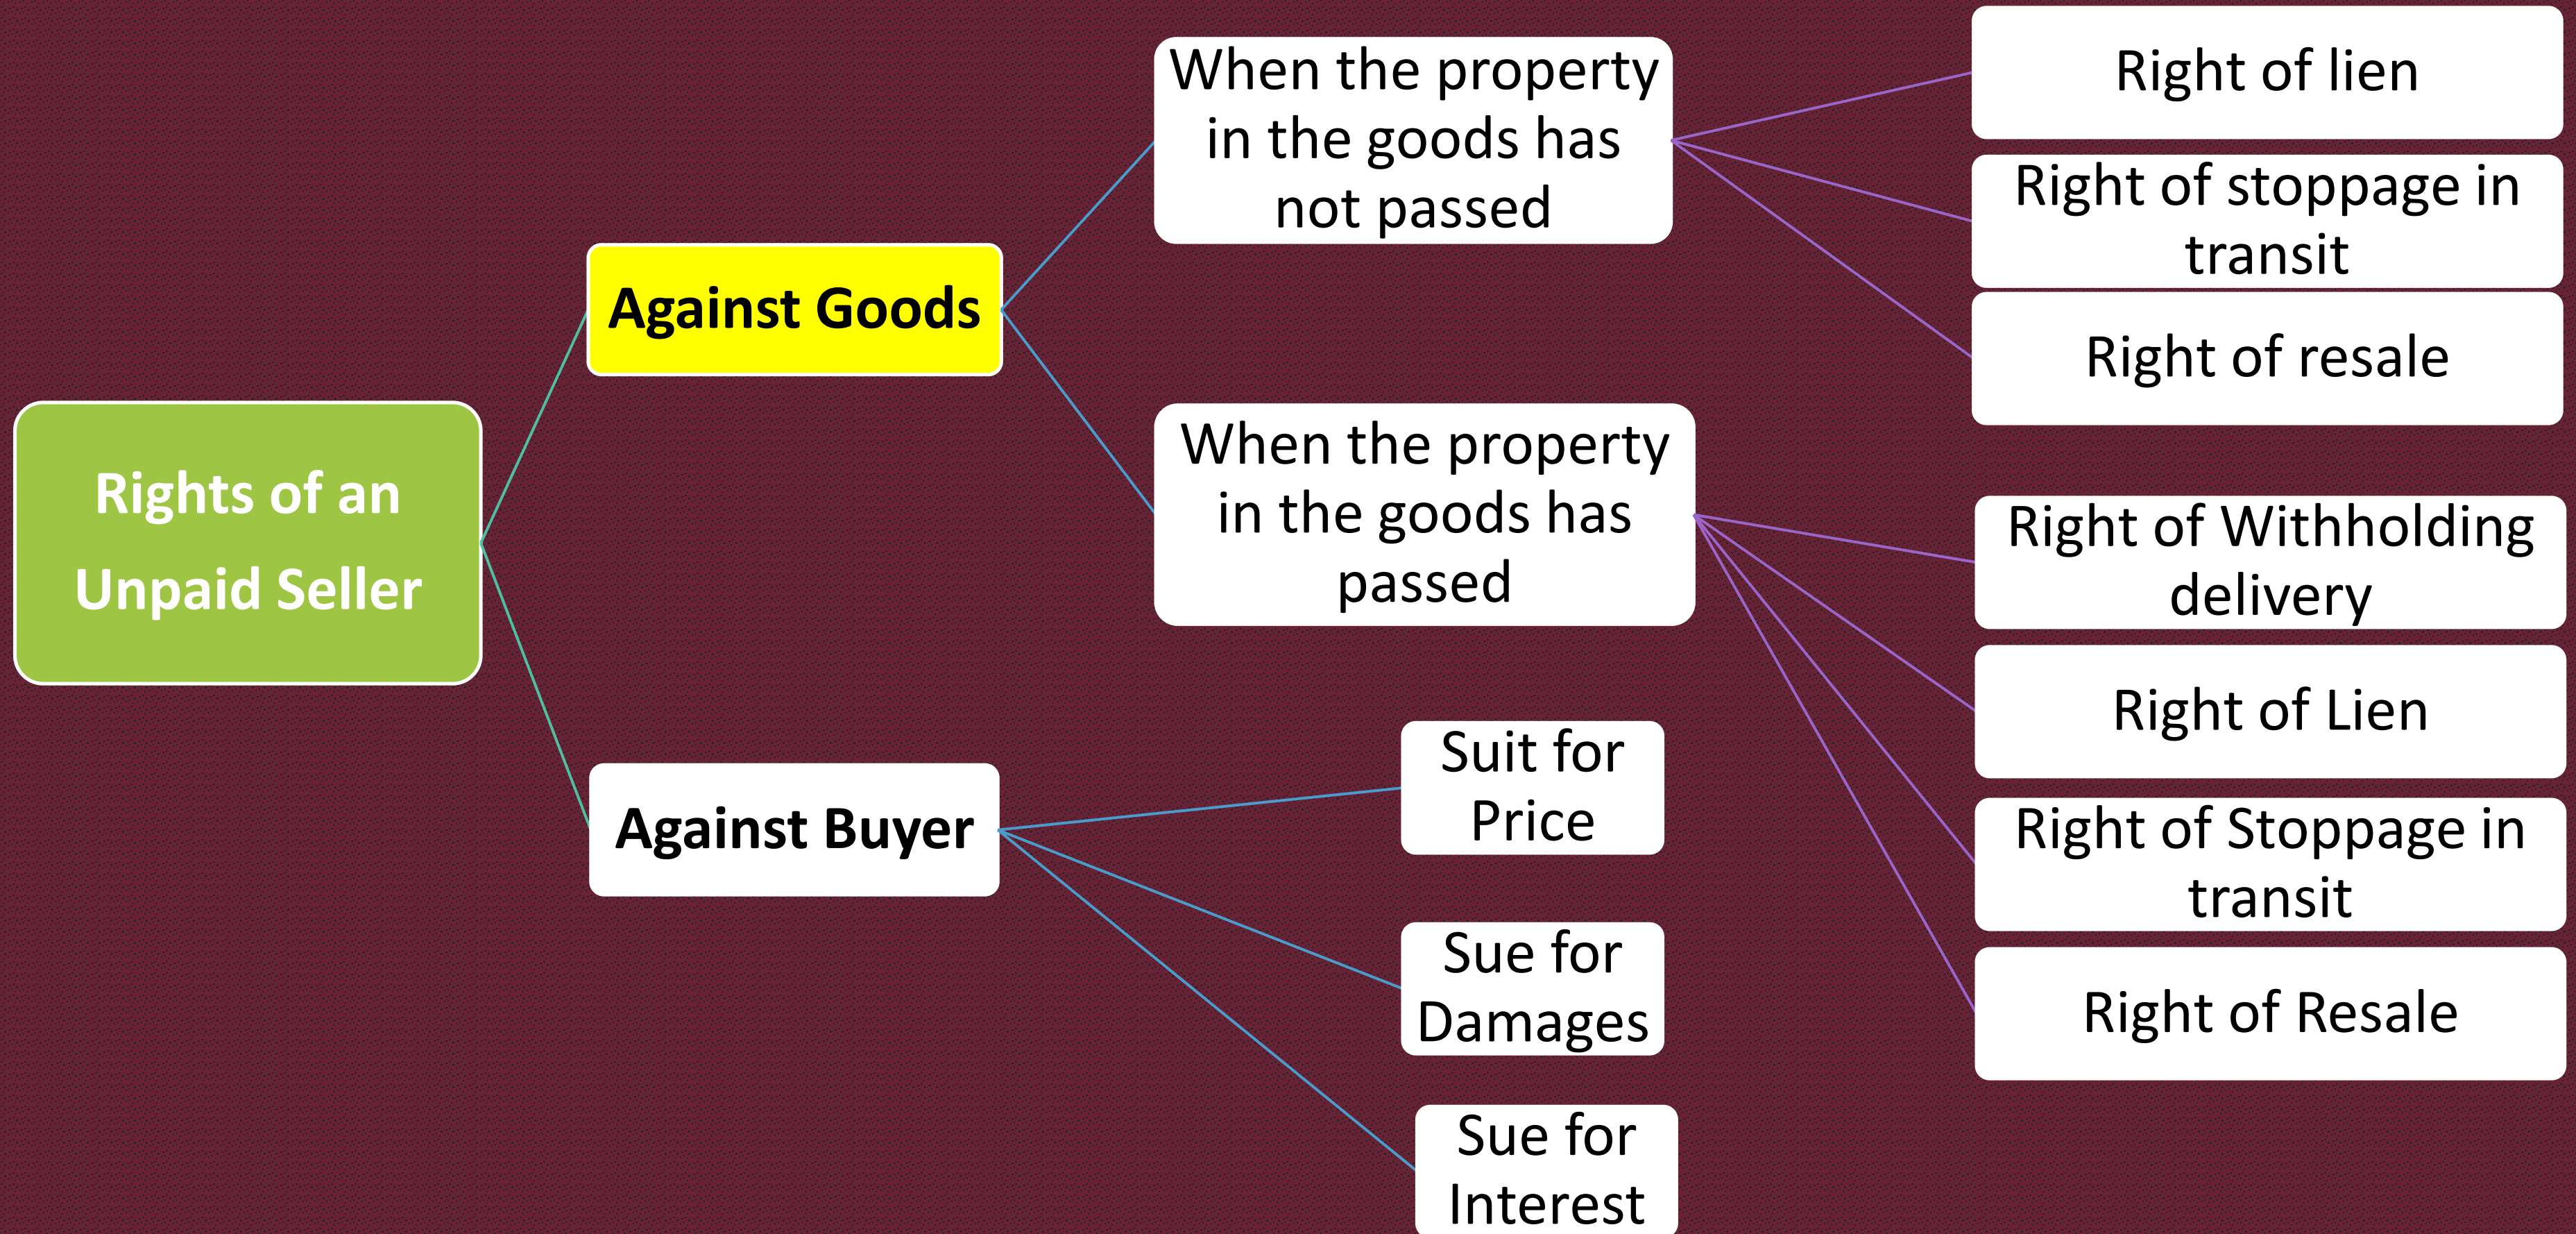 Rights of an
Unpaid Seller
Against Goods
When the property
in the goods has
not passed
Right of lien
Right of stoppage in
transit
Right of resale
When the property
in the goods has
passed
Right of Withholding
delivery
Right of Lien
Right of Stoppage in
transit
Right of Resale
Against Buyer
Suit for
Price
Sue for
Damages
Sue for
Interest